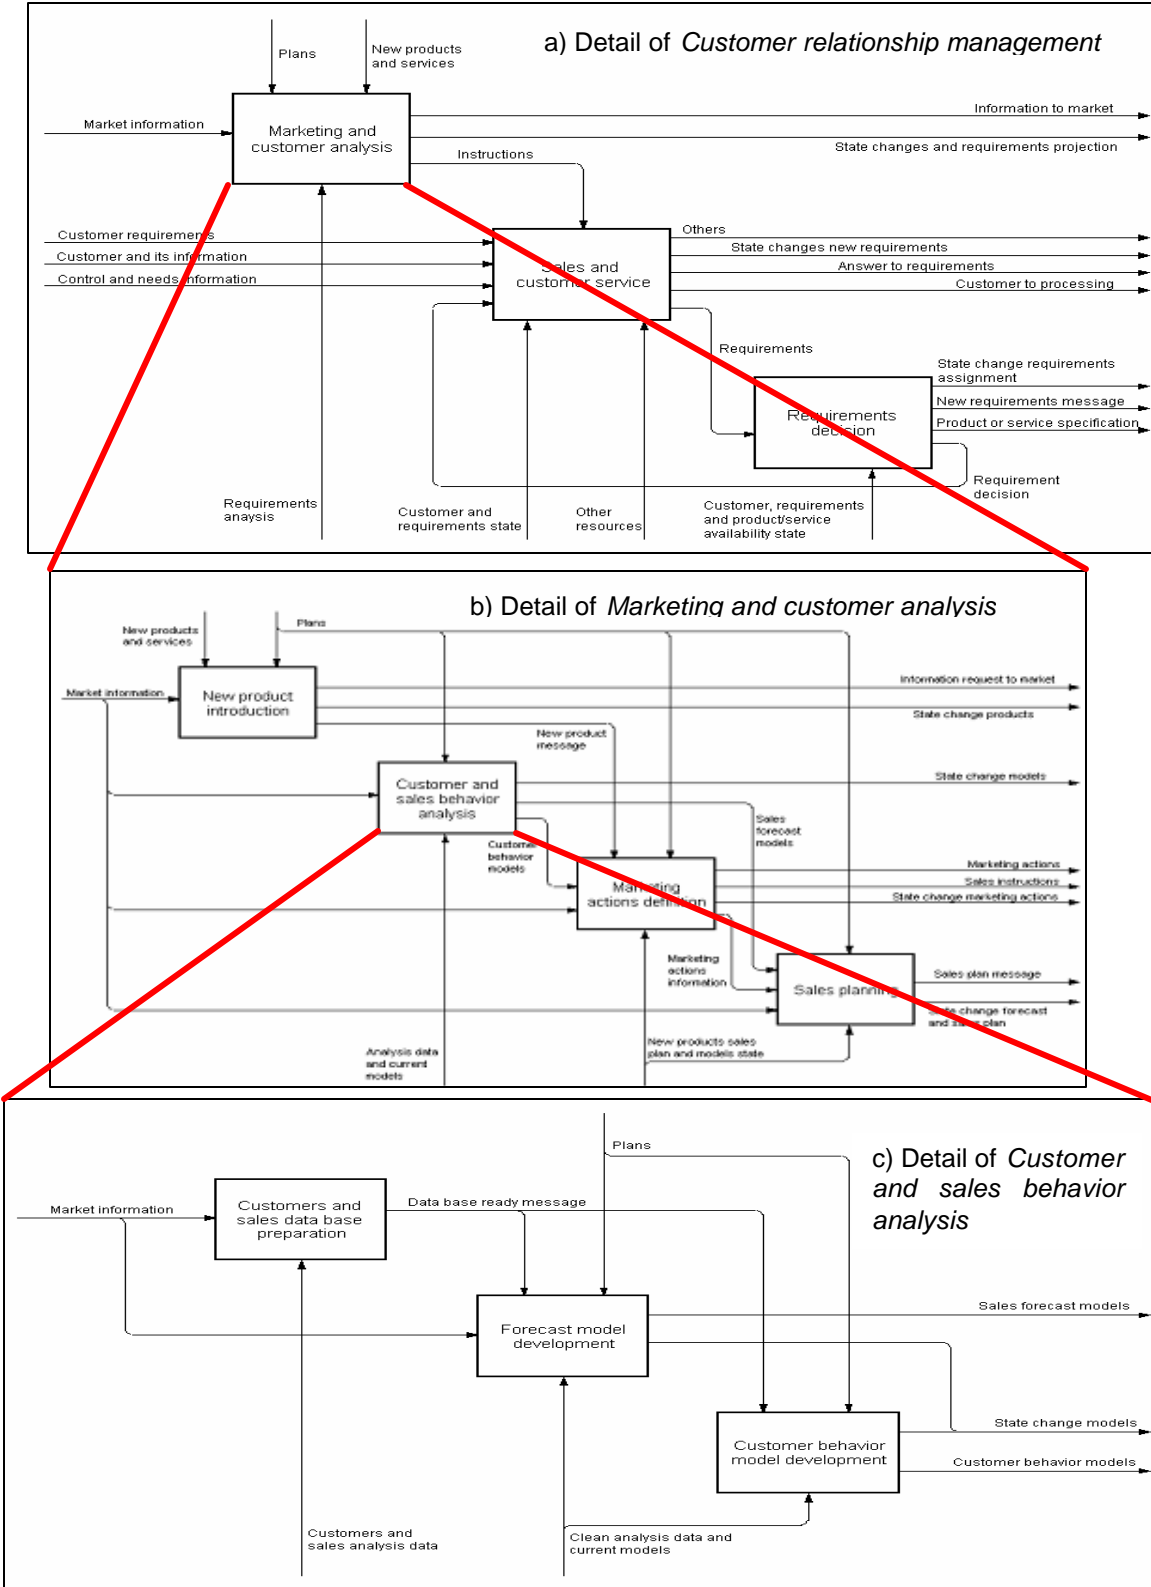 a) Detail of Customer relationship management
Plans
New products
and services
Market information
Marketing and
customer analysis
Information to market
State changes and requirements projection
Instructions
Customer requirements
Customer and its information
Control and needs information
Sales and
customer service
Others
State changes new requirements
Answer to requirements
Customer to processing
Requirements
State change requirements
assignment
New requirements message
Product or service specification
Requirements
decision
Requirement
decision
Requirements
anaysis
Customer and
requirements state
Other
resources
Customer, requirements
and product/service
availability state
b) Detail of Marketing and customer analysis
New products
and services
Plans
Market information
New product
introduction
Information request to market
State change products
New product
message
Customer and
sales behavior
analysis
State change models
Sales
forecast
models
Customer
behavior
models
Marketing
actions definition
Marketing actions
Sales instructions
State change marketing actions
Marketing
actions
information
Sales planning
Sales plan message
State change forecast
and sales plan
Analysis data
and current
models
New products sales
plan and models state
c) Detail of Customer
and sales behavior
analysis
Plans
Market information
Customers and
sales data base
preparation
Data base ready message
Forecast model
development
Sales forecast models
State change models
Customer behavior
model development
Customer behavior models
Customers and
sales analysis data
Clean analysis data and
current models